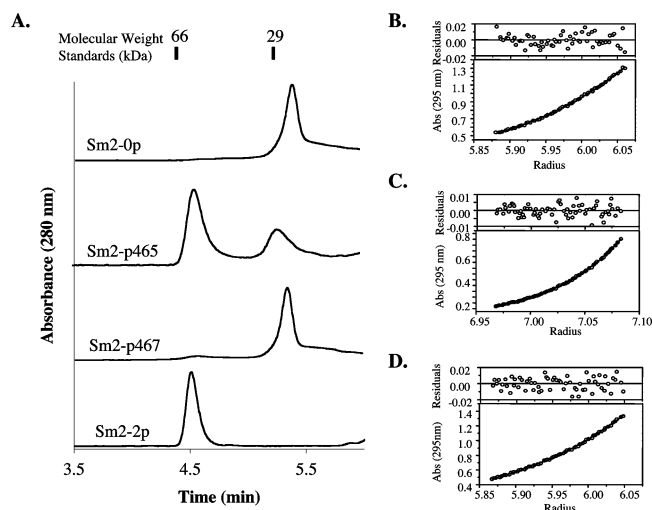 A.
Molecular Weight 66 29
Standards (kDa)
Sm2-0p
Sm2-p465
Sm2-p467
Sm2-2p
Absorbance (280 nm)
3.5 4.5 5.5
Time (min)
B.
Residuals
0.02
0.00
-0.02
Abs (295 nm)
1.3
1.1
0.9
0.7
0.5
5.85 5.90 5.95 6.00 6.05
Radius
C.
Residuals
0.01
0.00
-0.01
Abs (295 nm)
0.8
0.6
0.4
0.2
6.95 7.00 7.05 7.10
Radius
D.
Residuals
0.02
0.00
-0.02
Abs (295nm)
1.4
1.2
1.0
0.8
0.6
0.4
5.85 5.90 5.95 6.00 6.05
Radius